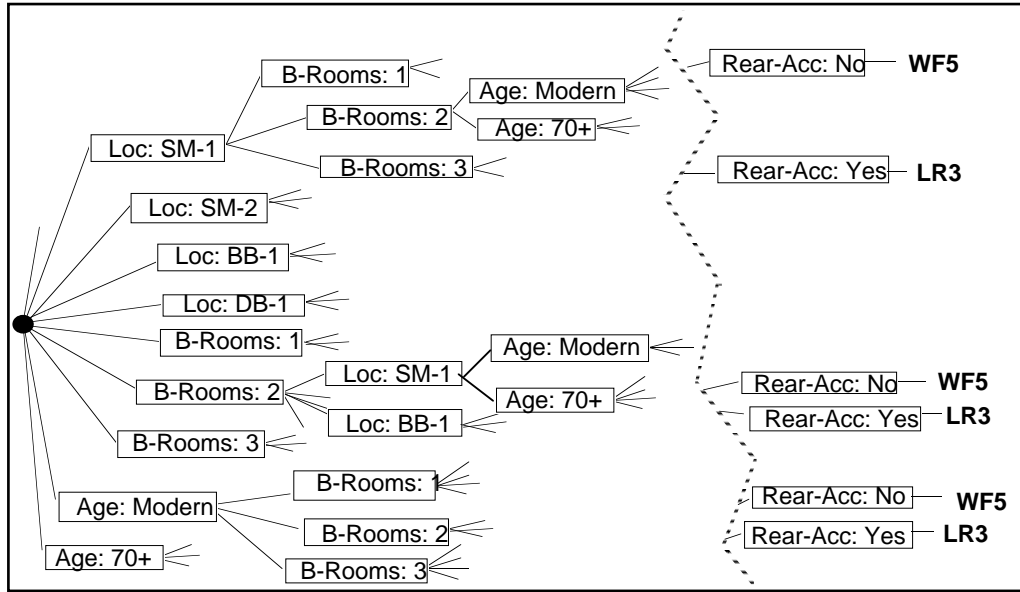 Rear-Acc: No WF5
B-Rooms: 1
Age: Modern
B-Rooms: 2
Age: 70+
Loc: SM-1
B-Rooms: 3
Rear-Acc: Yes LR3
Loc: SM-2
Loc: BB-1
Loc: DB-1
B-Rooms: 1
Age: Modern
Loc: SM-1
Rear-Acc: No WF5
B-Rooms: 2
Age: 70+
Loc: BB-1
Rear-Acc: Yes LR3
B-Rooms: 3
B-Rooms: 1
Rear-Acc: No WF5
Age: Modern
B-Rooms: 2
Rear-Acc: Yes LR3
Age: 70+
B-Rooms: 3